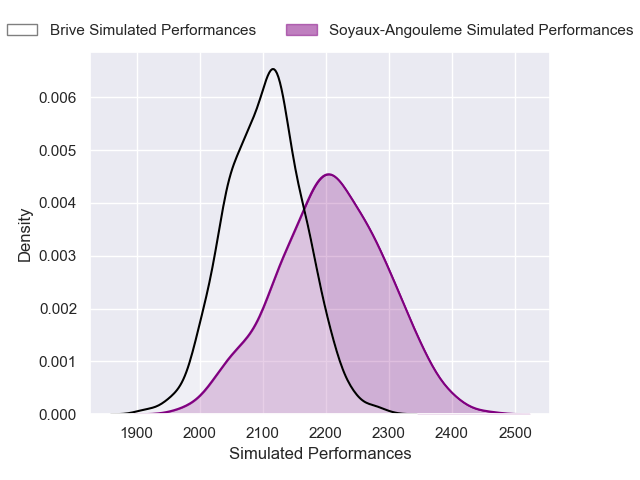 Brive Simulated Performances
Soyaux-Angouleme Simulated Performances
0.006
0.005
0.004
0.003
0.002
0.001
0.000
Density
1900 2000 2100 2200 2300 2400 2500
Simulated Performances